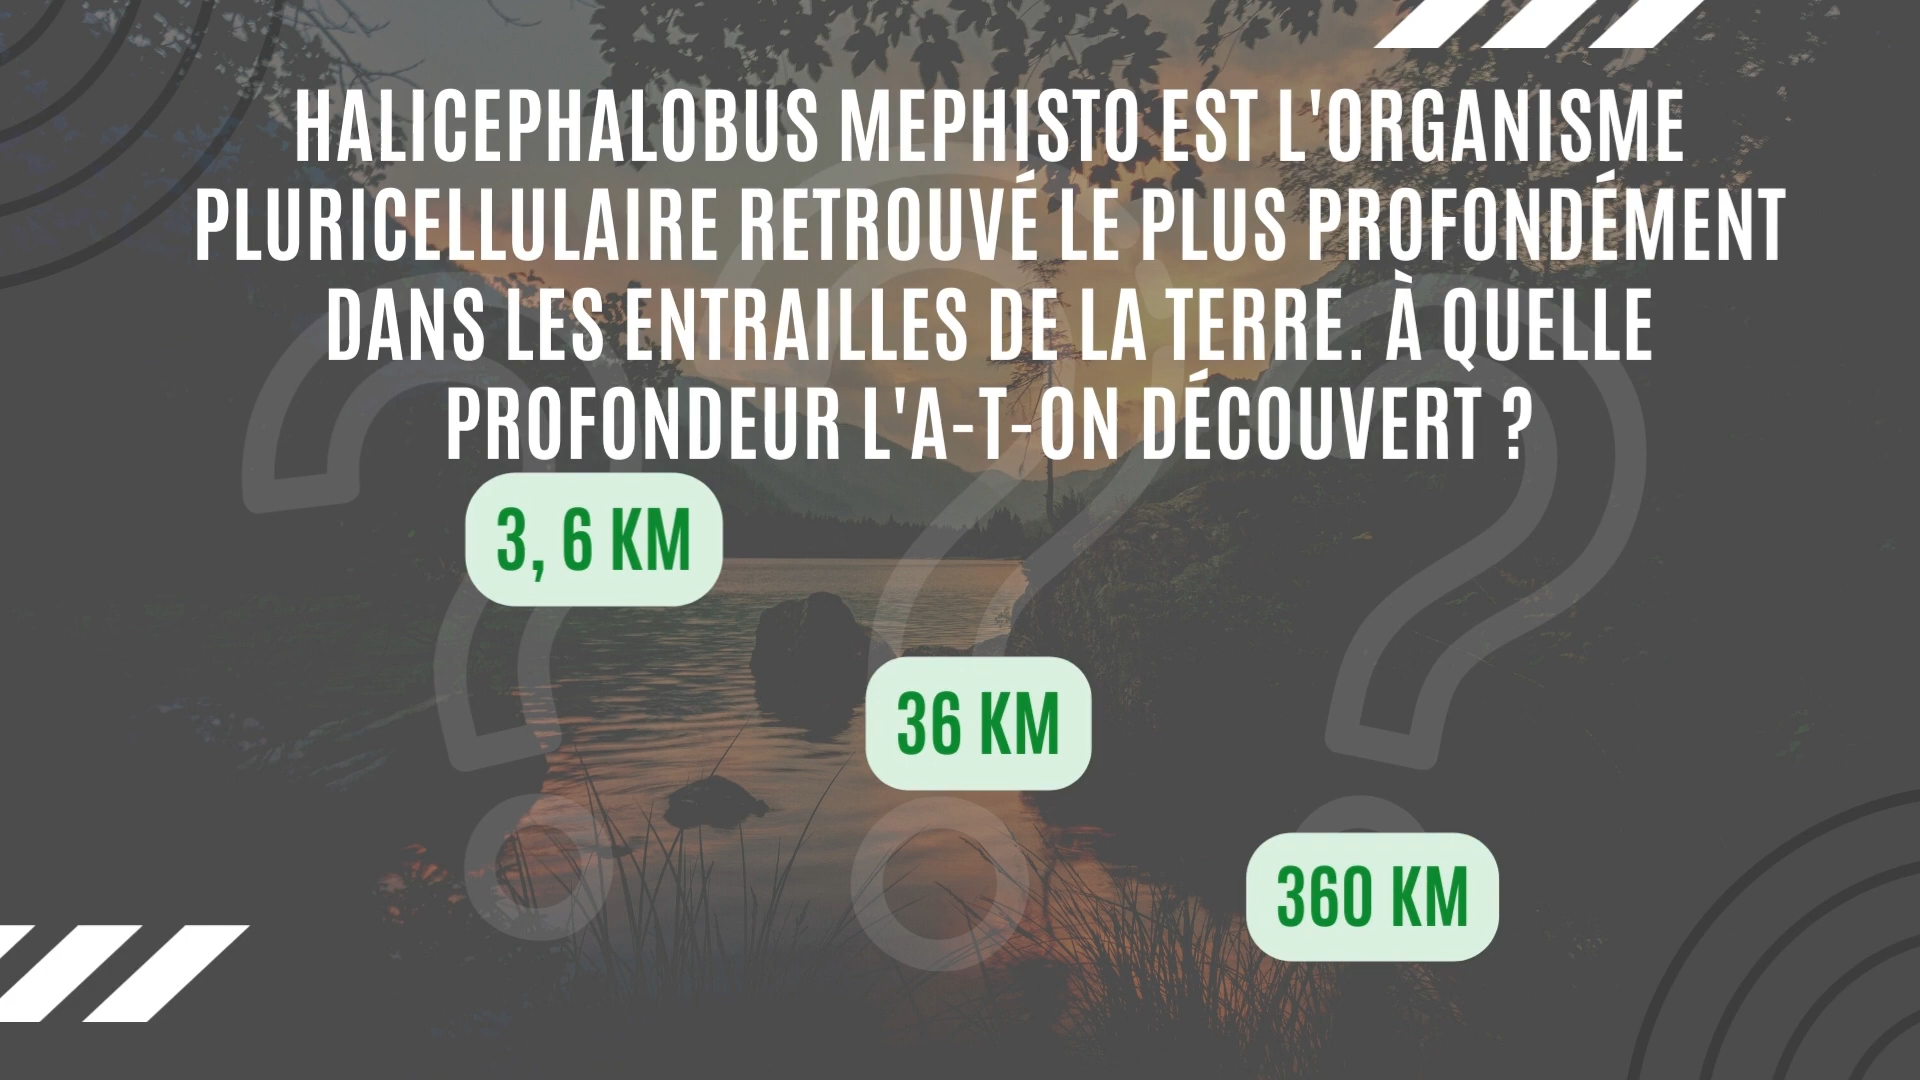 HALICEPHALOBUS MEPHISTO EST L'ORGANISME
PLURICELLULAIRE RETROUVÉ LE PLUS PROFONDÉMENT
DANS LES ENTRAILLES DE LA TERRE. À QUELLE
PROFONDEUR L'A-T-ON DÉCOUVERT ?
3, 6 KM
36 KM
360 KM